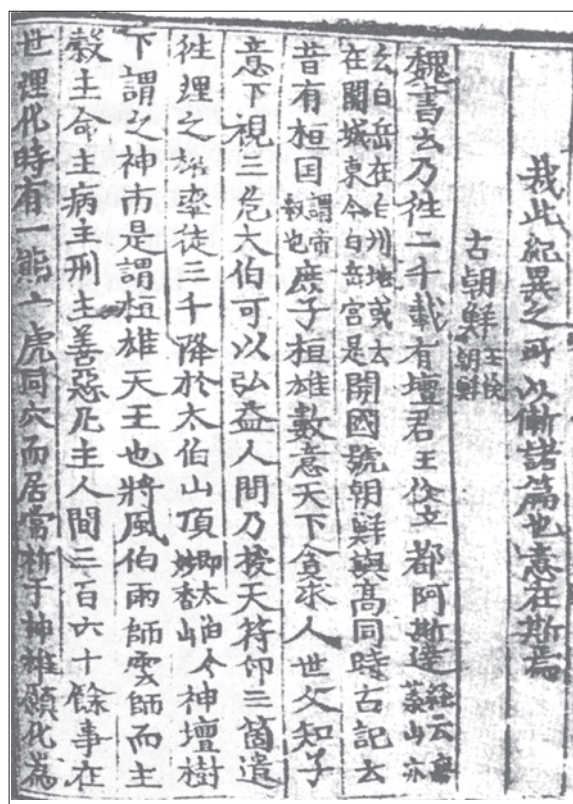 㢤此紀異之所以慚諸篇也意在斯焉
古朝鮮王儉朝鮮
魏書云乃徃二千載有壇君王儉立都阿斯逹經云無葉山亦
云白岳在白州地或云在開城東今白岳宮是開國號朝鮮與高同時古記云
昔有桓囯謂帝釋也庶子桓雄數意天下貪求人世父知子
意下視三危太伯可以弘益人間乃授天符印三箇遣
徃理之雄率徒三千降於太伯山頂即太伯今妙香山神壇樹
下謂之神市是謂桓雄天王也將風伯雨師雲師而主
糓主命主病主刑主善惡凡主人間三百六十餘事在
世理化時有一熊一虎同穴而居常祈于神雄願化為